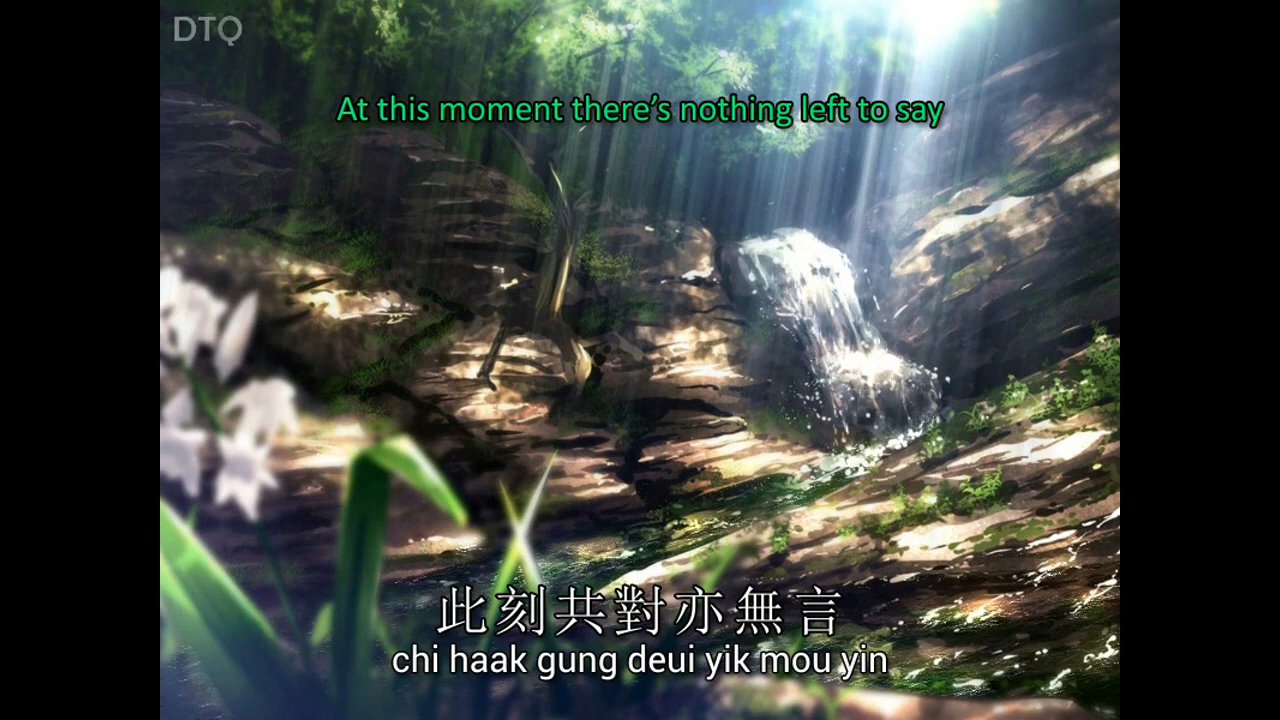 DTQ
At this moment there’s nothing left to say
此刻共對亦無言
chi haak gung deui yik mou yin